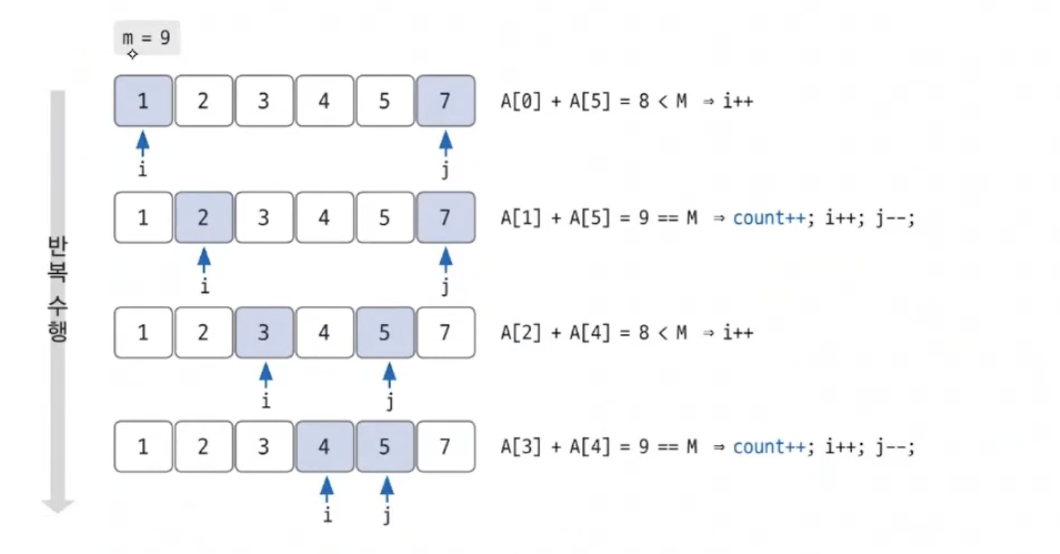 m = 9
반복 수행
1 2 3 4 5 7 A[0] + A[5] = 8 < M ⇒ i++
i j
1 2 3 4 5 7 A[1] + A[5] = 9 == M ⇒ count++; i++; j--;
i j
1 2 3 4 5 7 A[2] + A[4] = 8 < M ⇒ i++
i j
1 2 3 4 5 7 A[3] + A[4] = 9 == M ⇒ count++; i++; j--;
i j